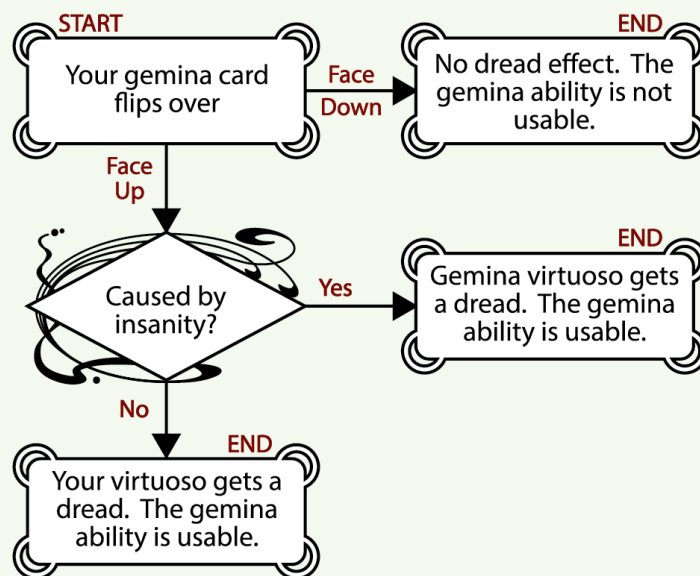 START
Your gemina card
flips over
Face
Down
END
No dread effect.  The
gemina ability is not
usable.
Face
Up
Caused by
insanity?
Yes
END
Gemina virtuoso gets
a dread.  The gemina
ability is usable.
No
END
Your virtuoso gets a
dread.  The gemina
ability is usable.